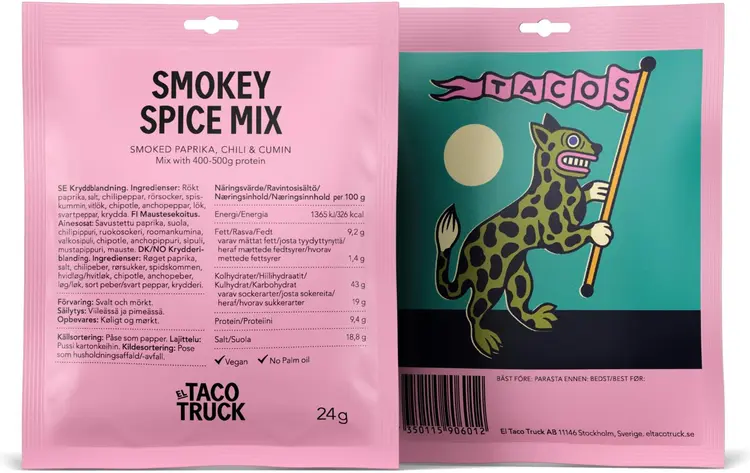 SMOKEY
SPICE MIX
SMOKED PAPRIKA, CHILI & CUMIN
Mix with 400-500g protein
SE Kryddblandning. Ingredienser: Rökt
paprika, salt, chilipeppar, rörsocker, spis-
kummin, vitlök, chipotle, anchopeppar, lök,
svartpeppar, krydda. FI Maustesekoitus.
Ainesosat: Savustettu paprika, suola,
chilipippuri, ruokosokeri, roomankumina,
valkosipuli, chipotle, anchopippuri, sipuli,
mustapippuri, mauste. DK/NO Krydderi-
blanding. Ingredienser: Røget paprika,
salt, chilipeber, rørsukker, spidskommen,
hvidløg/hvitløk, chipotle, anchopeber,
løg/løk, sort peber/svart pepper, krydderi.
Förvaring: Svalt och mörkt.
Säilytys: Viileässä ja pimeässä.
Opbevares: Køligt og mørkt.
Källsortering: Påse som papper. Lajittelu:
Pussi kartonkeihin. Kildesortering: Pose
som husholdningsaffald/-avfall.
Näringsvärde/Ravintosisältö/
Næringsinhold/Næringsinnhold per 100 g
Energi/Energia 1365 kJ/326 kcal
Fett/Rasva/Fedt 9,2 g
varav mättat fett/josta tyydyttynyttä/
heraf mættede fedtsyrer/hvorav
mettede fettsyrer 1,4 g
Kolhydrater/Hiilihydraatit/
Kulhydrat/Karbohydrat 43 g
varav sockerarter/josta sokereita/
heraf/hvorav sukkerarter 19 g
Protein/Proteiini 9,4 g
Salt/Suola 18,8 g
✓ Vegan ✓ No Palm oil
EL TACO
TRUCK
24g
TACOS
BÄST FÖRE: PARASTA ENNEN: BEDST/BEST FØR:
350115 906012
El Taco Truck AB 11146 Stockholm, Sverige. eltacotruck.se